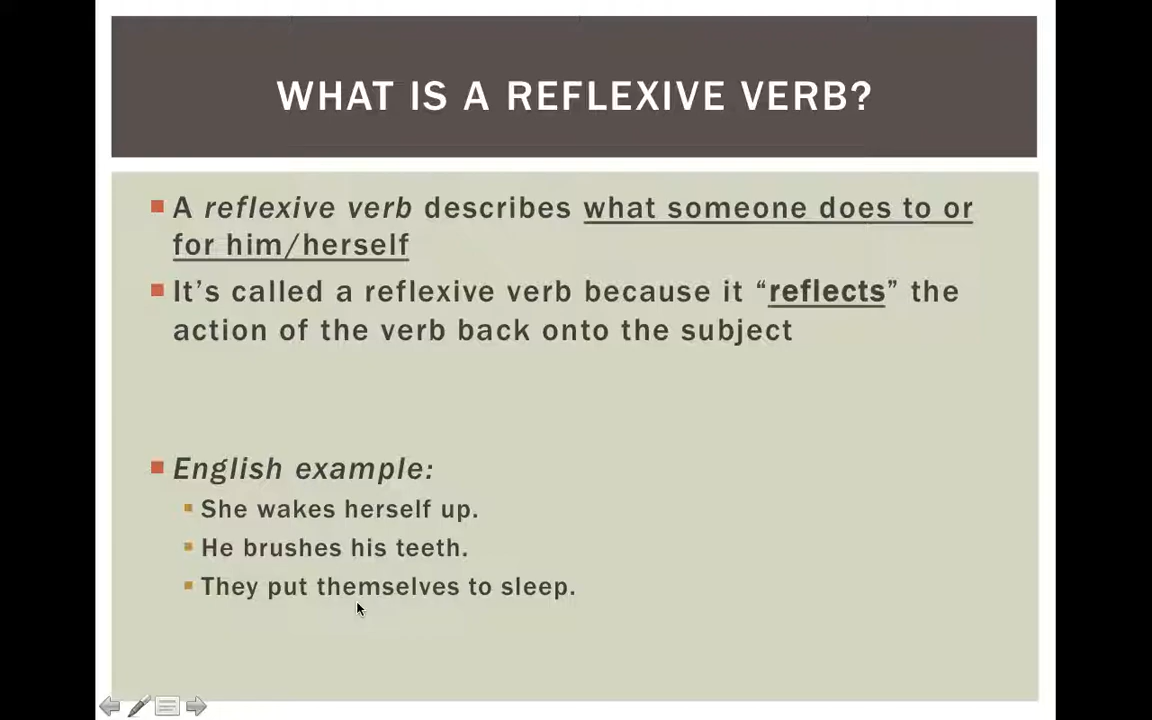 WHAT IS A REFLEXIVE VERB?
A reflexive verb describes what someone does to or
for him/herself
It’s called a reflexive verb because it “reflects” the
action of the verb back onto the subject
English example:
She wakes herself up.
He brushes his teeth.
They put themselves to sleep.